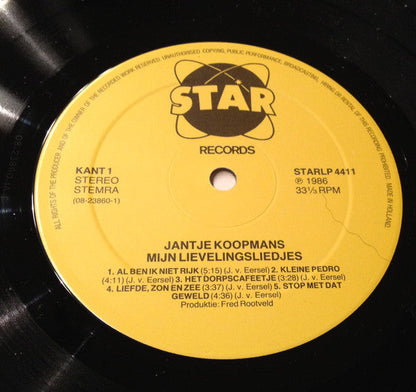 ALL RIGHTS OF THE PRODUCER AND OF THE OWNER OF THE RECORDED WORK RESERVED. UNAUTHORISED COPYING, PUBLIC PERFORMANCE, BROADCASTING, HIRING OR RENTAL OF THIS RECORDING PROHIBITED. MADE IN HOLLAND.
STAR
RECORDS
KANT 1
STEREO
STEMRA
(08-23860-1)
STARLP 4411
℗ 1986
33⅓ RPM
JANTJE KOOPMANS
MIJN LIEVELINGSLIEDJES
1. AL BEN IK NIET RIJK (5:15) (J. v. Eersel) 2. KLEINE PEDRO
(4:11) (J. v. Eersel) 3. HET DORPSCAFEETJE (3:28) (J. v. Eersel)
4. LIEFDE, ZON EN ZEE (3:37) (J. v. Eersel) 5. STOP MET DAT
GEWELD (4:36) (J. v. Eersel)
Produktie: Fred Rootveld